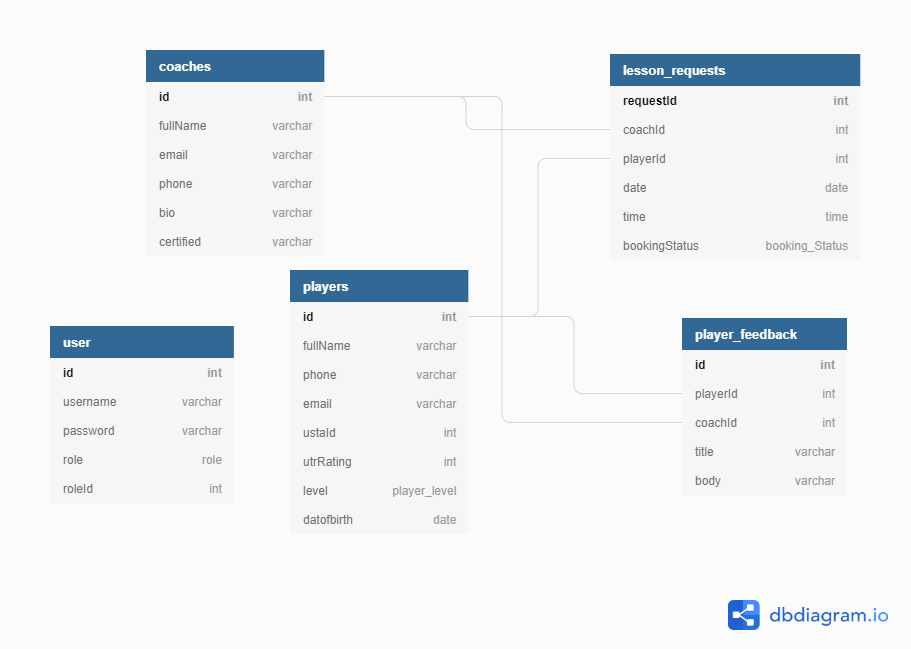 coaches
id int
fullName varchar
email varchar
phone varchar
bio varchar
certified varchar
lesson_requests
requestId int
coachId int
playerId int
date date
time time
bookingStatus booking_Status
players
id int
fullName varchar
phone varchar
email varchar
ustaId int
utrRating int
level player_level
datofbirth date
user
id int
username varchar
password varchar
role role
roleId int
player_feedback
id int
playerId int
coachId int
title varchar
body varchar
dbdiagram.io